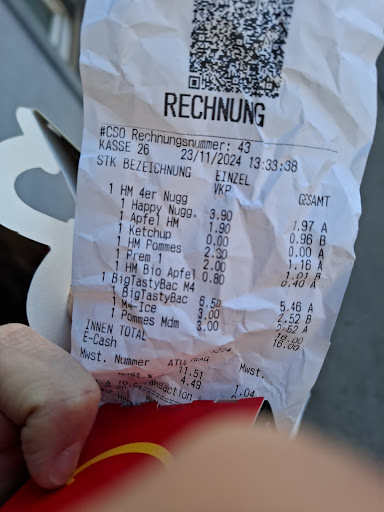 RECHNUNG
#CSO Rechnungsnummer: 43
KASSE 26 23/11/2024 13:33:38
STK BEZEICHNUNG EINZEL
VKP GESAMT
1 HM 4er Nugg
1 Happy Nugg. 3.90 1.97 A
1 Apfel HM 1.90 0.96 B
1 Ketchup 0.00 0.00 A
1 HM Pommes 2.30 1.16 A
1 Prem 1 2.00 1.01 B
1 HM Bio Apfel 0.80 0.40 A
1 BigTastyBac M4
1 BigTastyBac 6.50 5.46 A
3.00 2.52 B
1 Pommes Mdm 3.00 2.52 A
INNEN TOTAL
E-Cash
Mwst. Nummer Mwst.
11.51
4.49 1.04